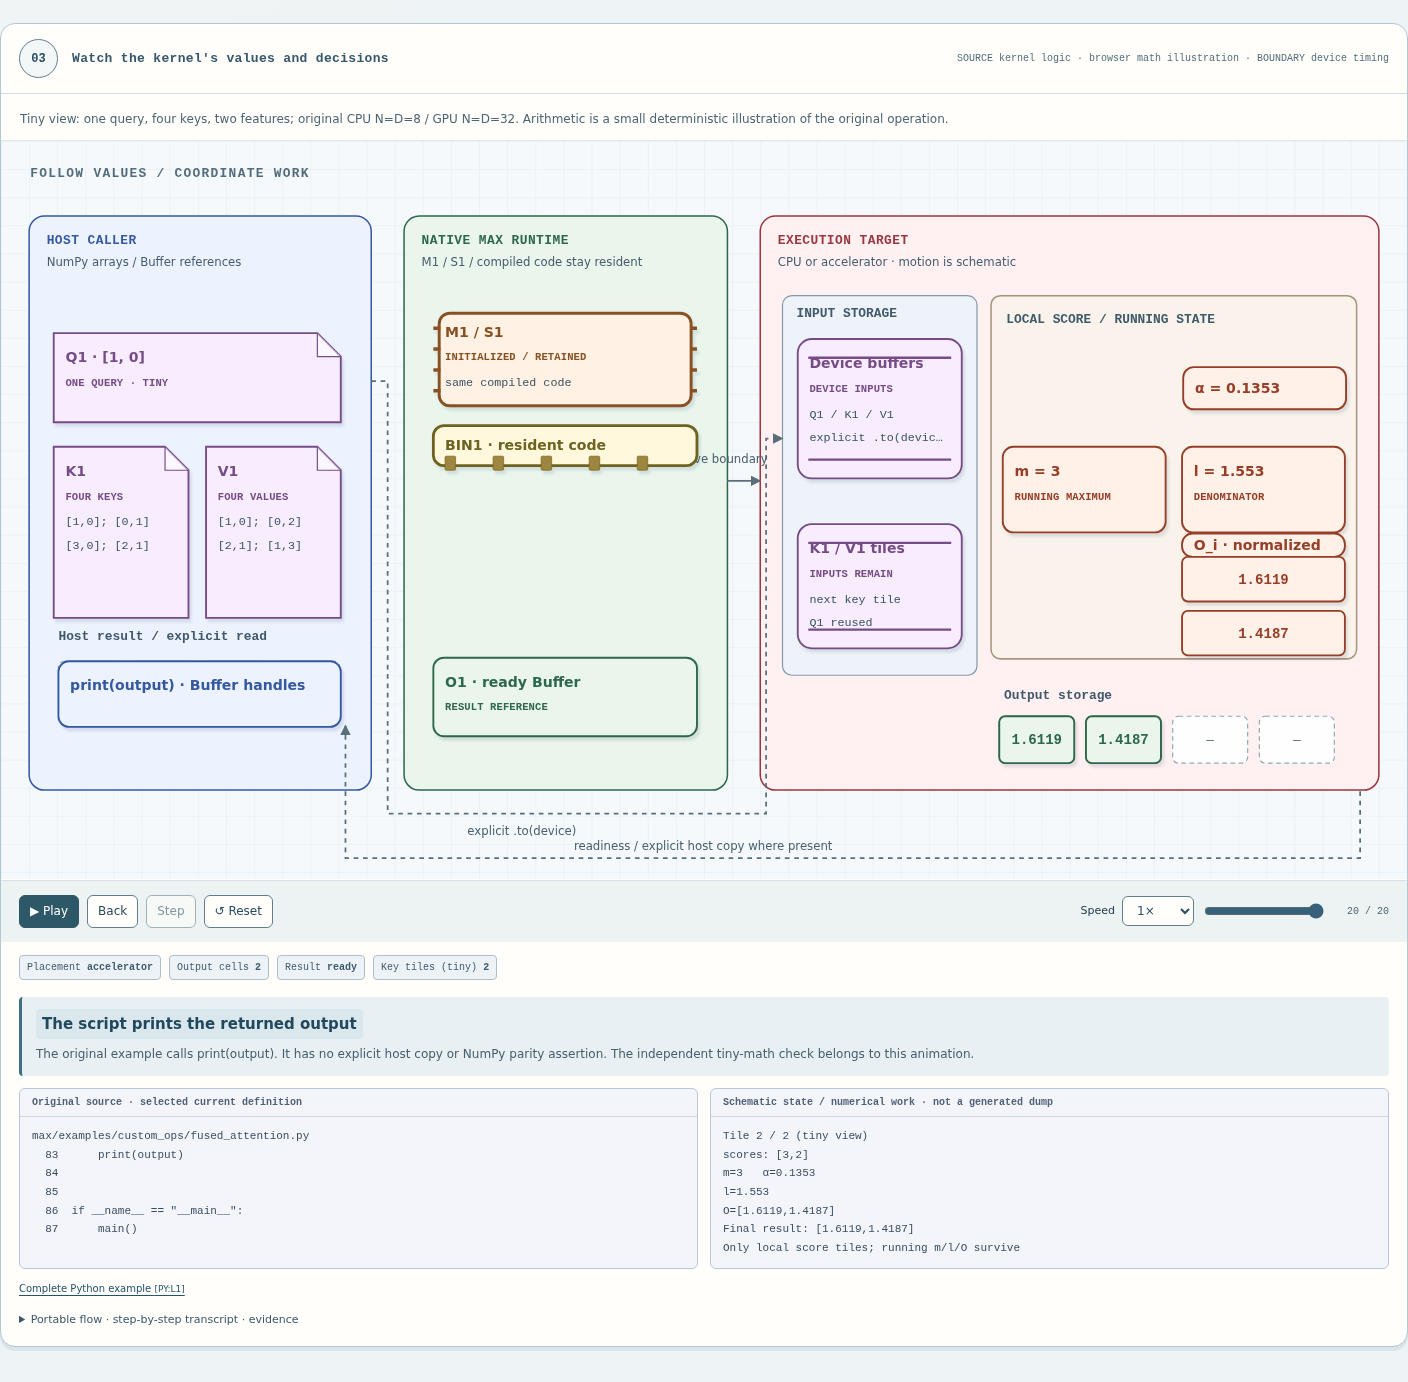 03
Watch the kernel's values and decisions
SOURCE kernel logic · browser math illustration · BOUNDARY device timing
Tiny view: one query, four keys, two features; original CPU N=D=8 / GPU N=D=32. Arithmetic is a small deterministic illustration of the original operation.
FOLLOW VALUES / COORDINATE WORK
HOST CALLER
NumPy arrays / Buffer references
Q1 · [1, 0]
ONE QUERY · TINY
K1
FOUR KEYS
[1,0]; [0,1]
[3,0]; [2,1]
V1
FOUR VALUES
[1,0]; [0,2]
[2,1]; [1,3]
Host result / explicit read
print(output) · Buffer handles
NATIVE MAX RUNTIME
M1 / S1 / compiled code stay resident
M1 / S1
INITIALIZED / RETAINED
same compiled code
BIN1 · resident code
ve boundary
O1 · ready Buffer
RESULT REFERENCE
EXECUTION TARGET
CPU or accelerator · motion is schematic
INPUT STORAGE
Device buffers
DEVICE INPUTS
Q1 / K1 / V1
explicit .to(devic…
K1 / V1 tiles
INPUTS REMAIN
next key tile
Q1 reused
LOCAL SCORE / RUNNING STATE
α = 0.1353
m = 3
RUNNING MAXIMUM
l = 1.553
DENOMINATOR
O_i · normalized
1.6119
1.4187
Output storage
1.6119
1.4187
—
—
explicit .to(device)
readiness / explicit host copy where present
▶ Play
Back
Step
↺ Reset
Speed
1×
20 / 20
Placement accelerator
Output cells 2
Result ready
Key tiles (tiny) 2
The script prints the returned output
The original example calls print(output). It has no explicit host copy or NumPy parity assertion. The independent tiny-math check belongs to this animation.
Original source · selected current definition
max/examples/custom_ops/fused_attention.py
83      print(output)
84
85
86  if __name__ == "__main__":
87      main()
Schematic state / numerical work · not a generated dump
Tile 2 / 2 (tiny view)
scores: [3,2]
m=3   α=0.1353
l=1.553
O=[1.6119,1.4187]
Final result: [1.6119,1.4187]
Only local score tiles; running m/l/O survive
Complete Python example [PY:L1]
▶ Portable flow · step-by-step transcript · evidence